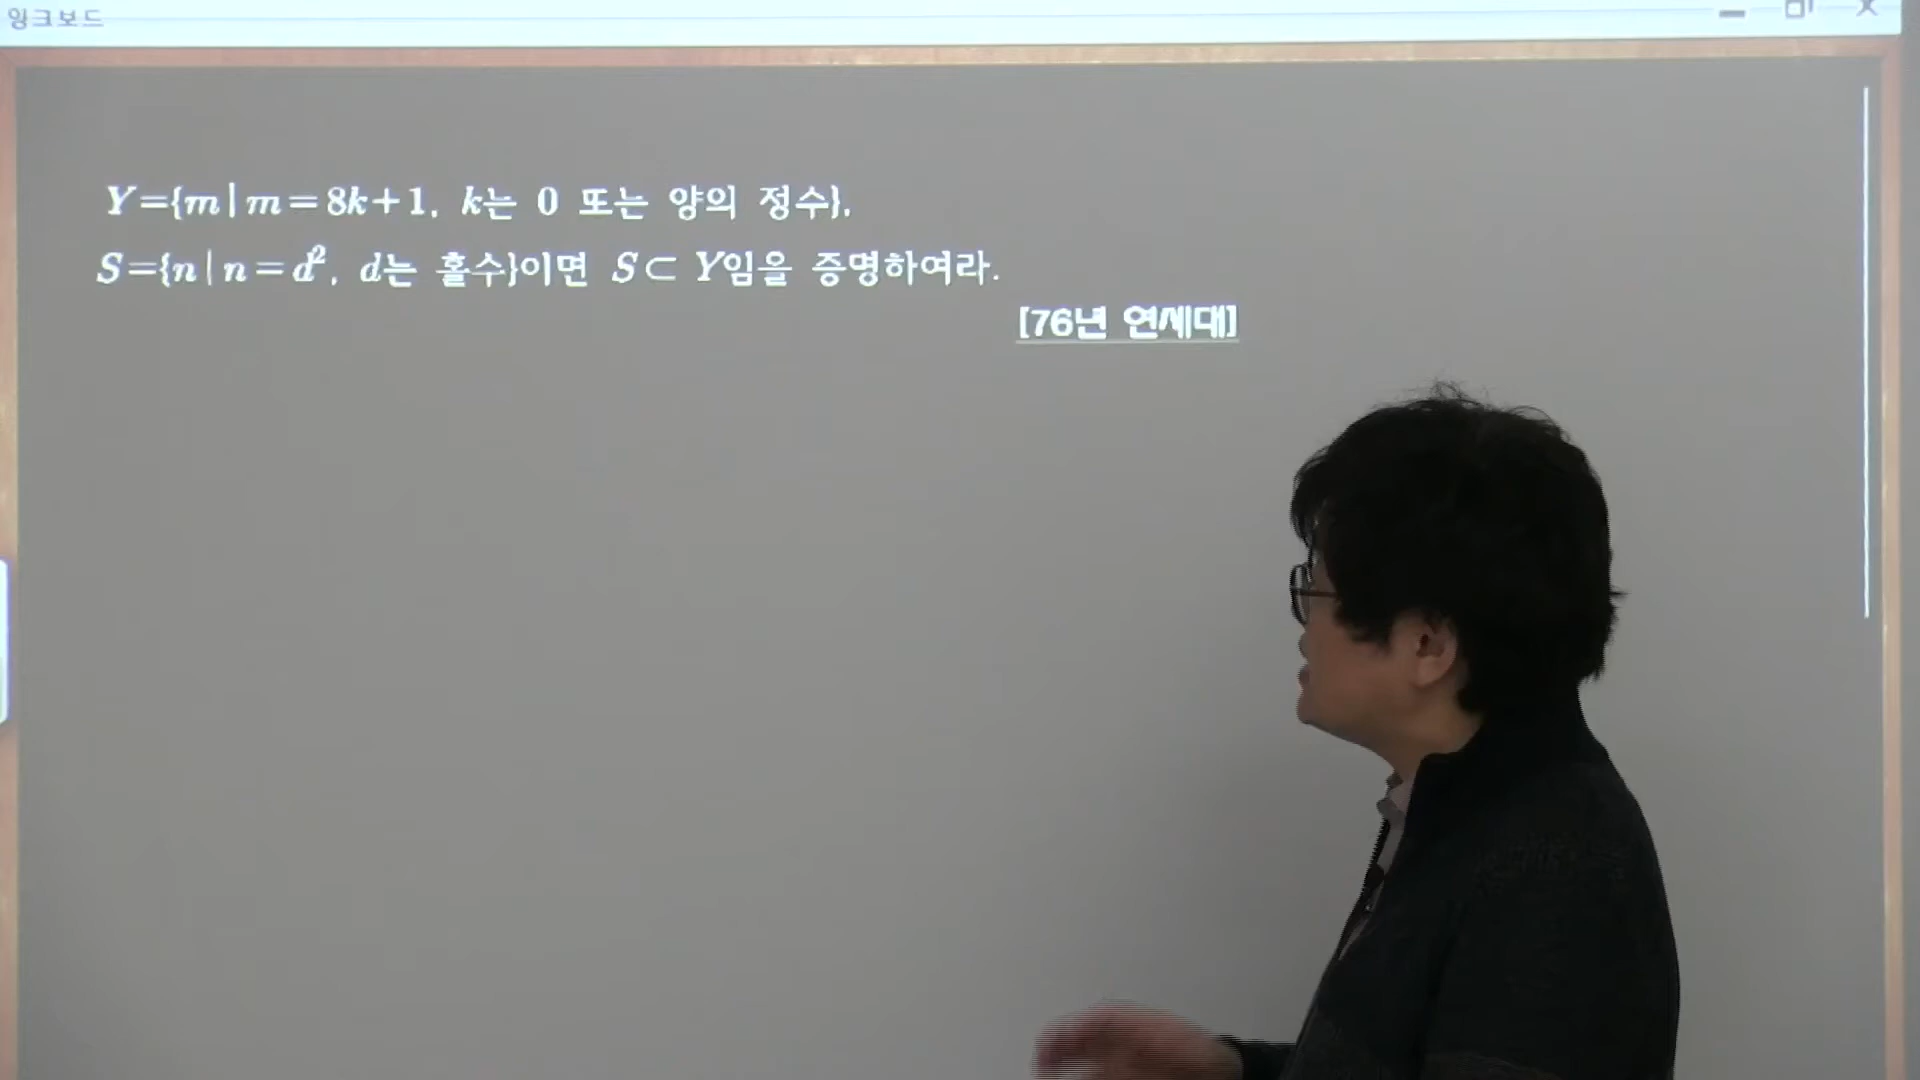 잉크보드
Y={m|m=8k+1, k는 0 또는 양의 정수},
S={n|n=d², d는 홀수}이면 S⊂Y임을 증명하여라.
[76년 연세대]